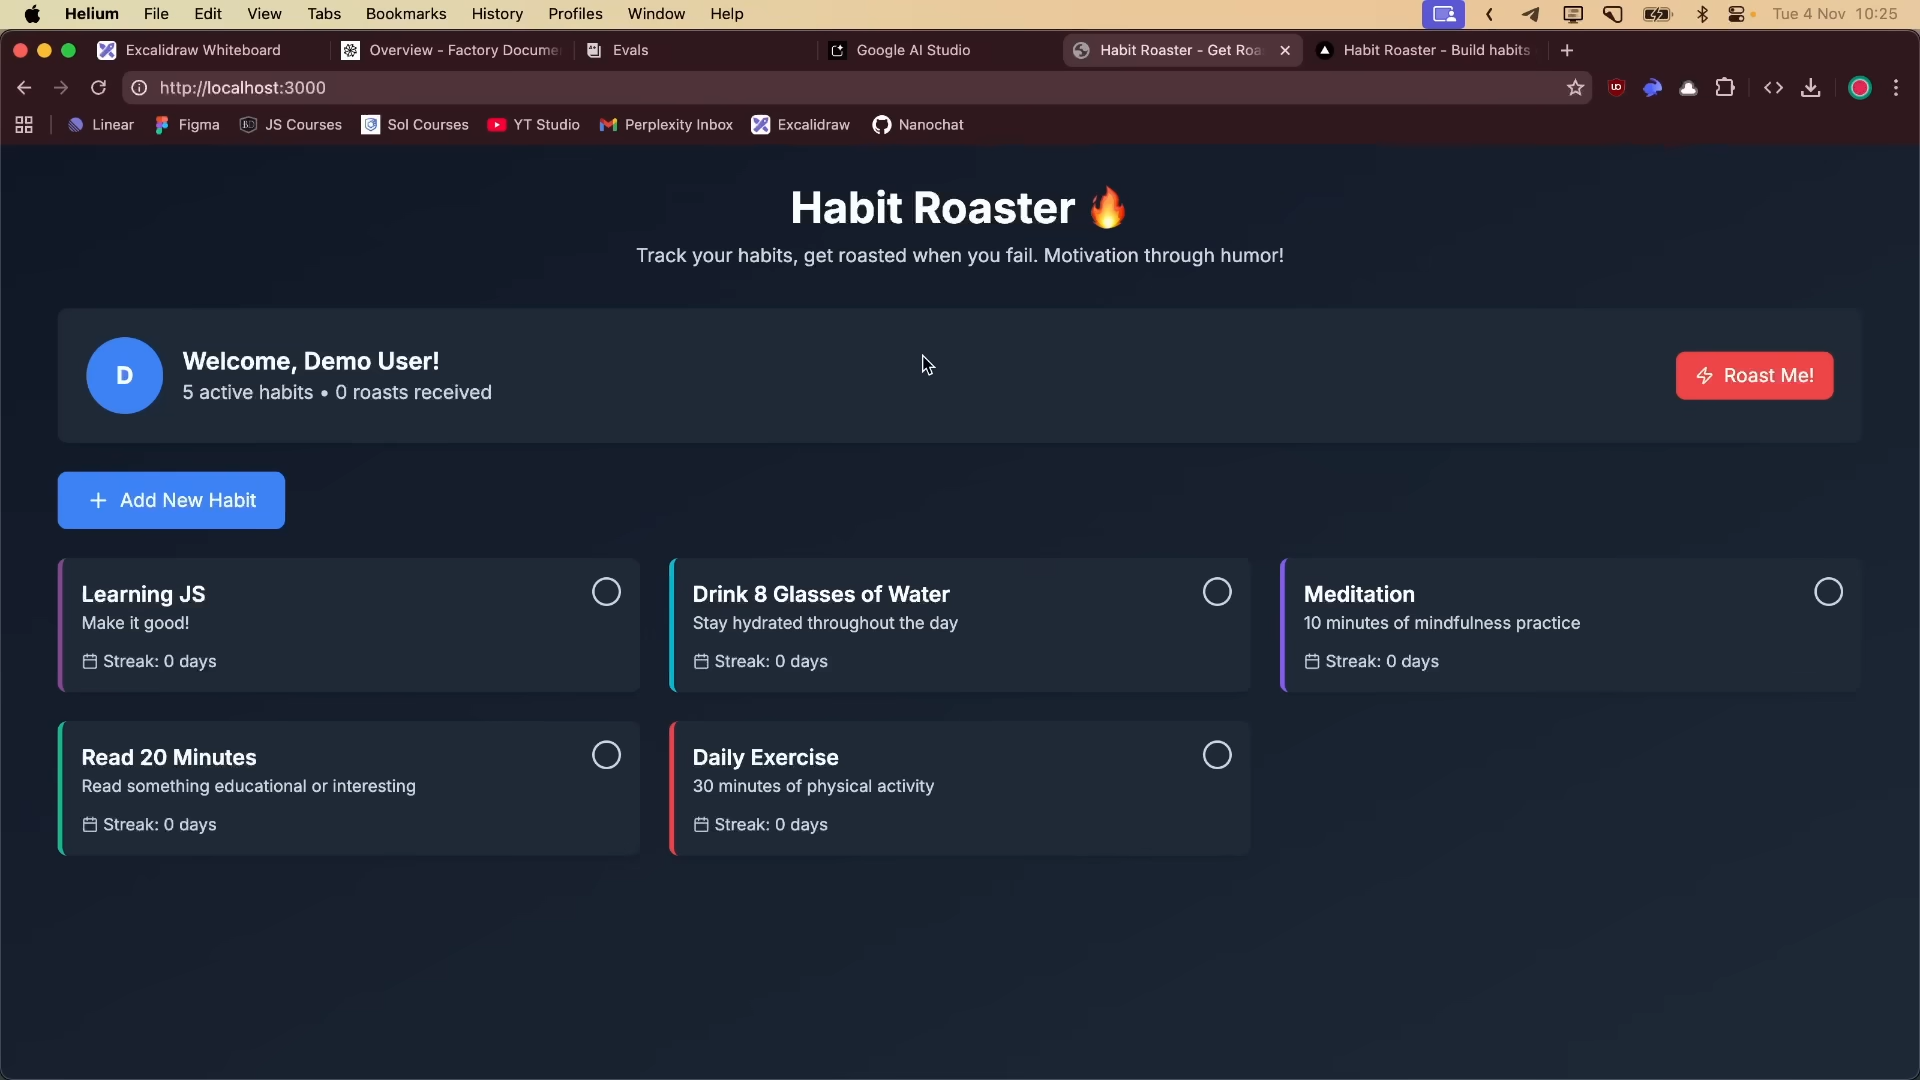 Helium File Edit View Tabs Bookmarks History Profiles Window Help Tue 4 Nov 10:25
Excalidraw Whiteboard Overview - Factory Docume Evals Google AI Studio Habit Roaster - Get Roa Habit Roaster - Build habits
http://localhost:3000
Linear Figma JS Courses Sol Courses YT Studio Perplexity Inbox Excalidraw Nanochat
Habit Roaster 🔥
Track your habits, get roasted when you fail. Motivation through humor!
D
Welcome, Demo User!
5 active habits • 0 roasts received
Roast Me!
+ Add New Habit
Learning JS
Make it good!
Streak: 0 days
Drink 8 Glasses of Water
Stay hydrated throughout the day
Streak: 0 days
Meditation
10 minutes of mindfulness practice
Streak: 0 days
Read 20 Minutes
Read something educational or interesting
Streak: 0 days
Daily Exercise
30 minutes of physical activity
Streak: 0 days